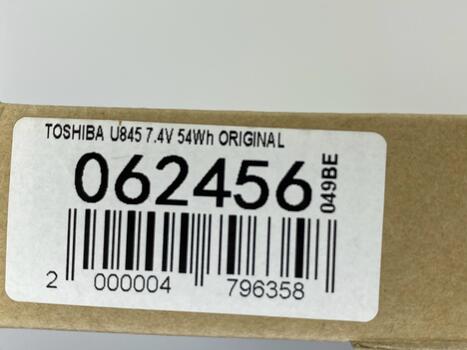 TOSHIBA U845 7.4V 54Wh ORIGINAL
062456
049BE
2 000004 796358